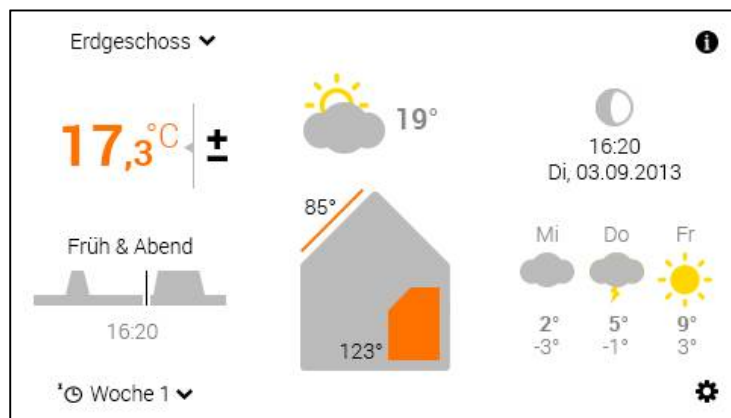 Erdgeschoss
17,3°C
±
Früh & Abend
16:20
Woche 1
19°
85°
123°
16:20
Di, 03.09.2013
Mi Do Fr
2° 5° 9°
-3° -1° 3°